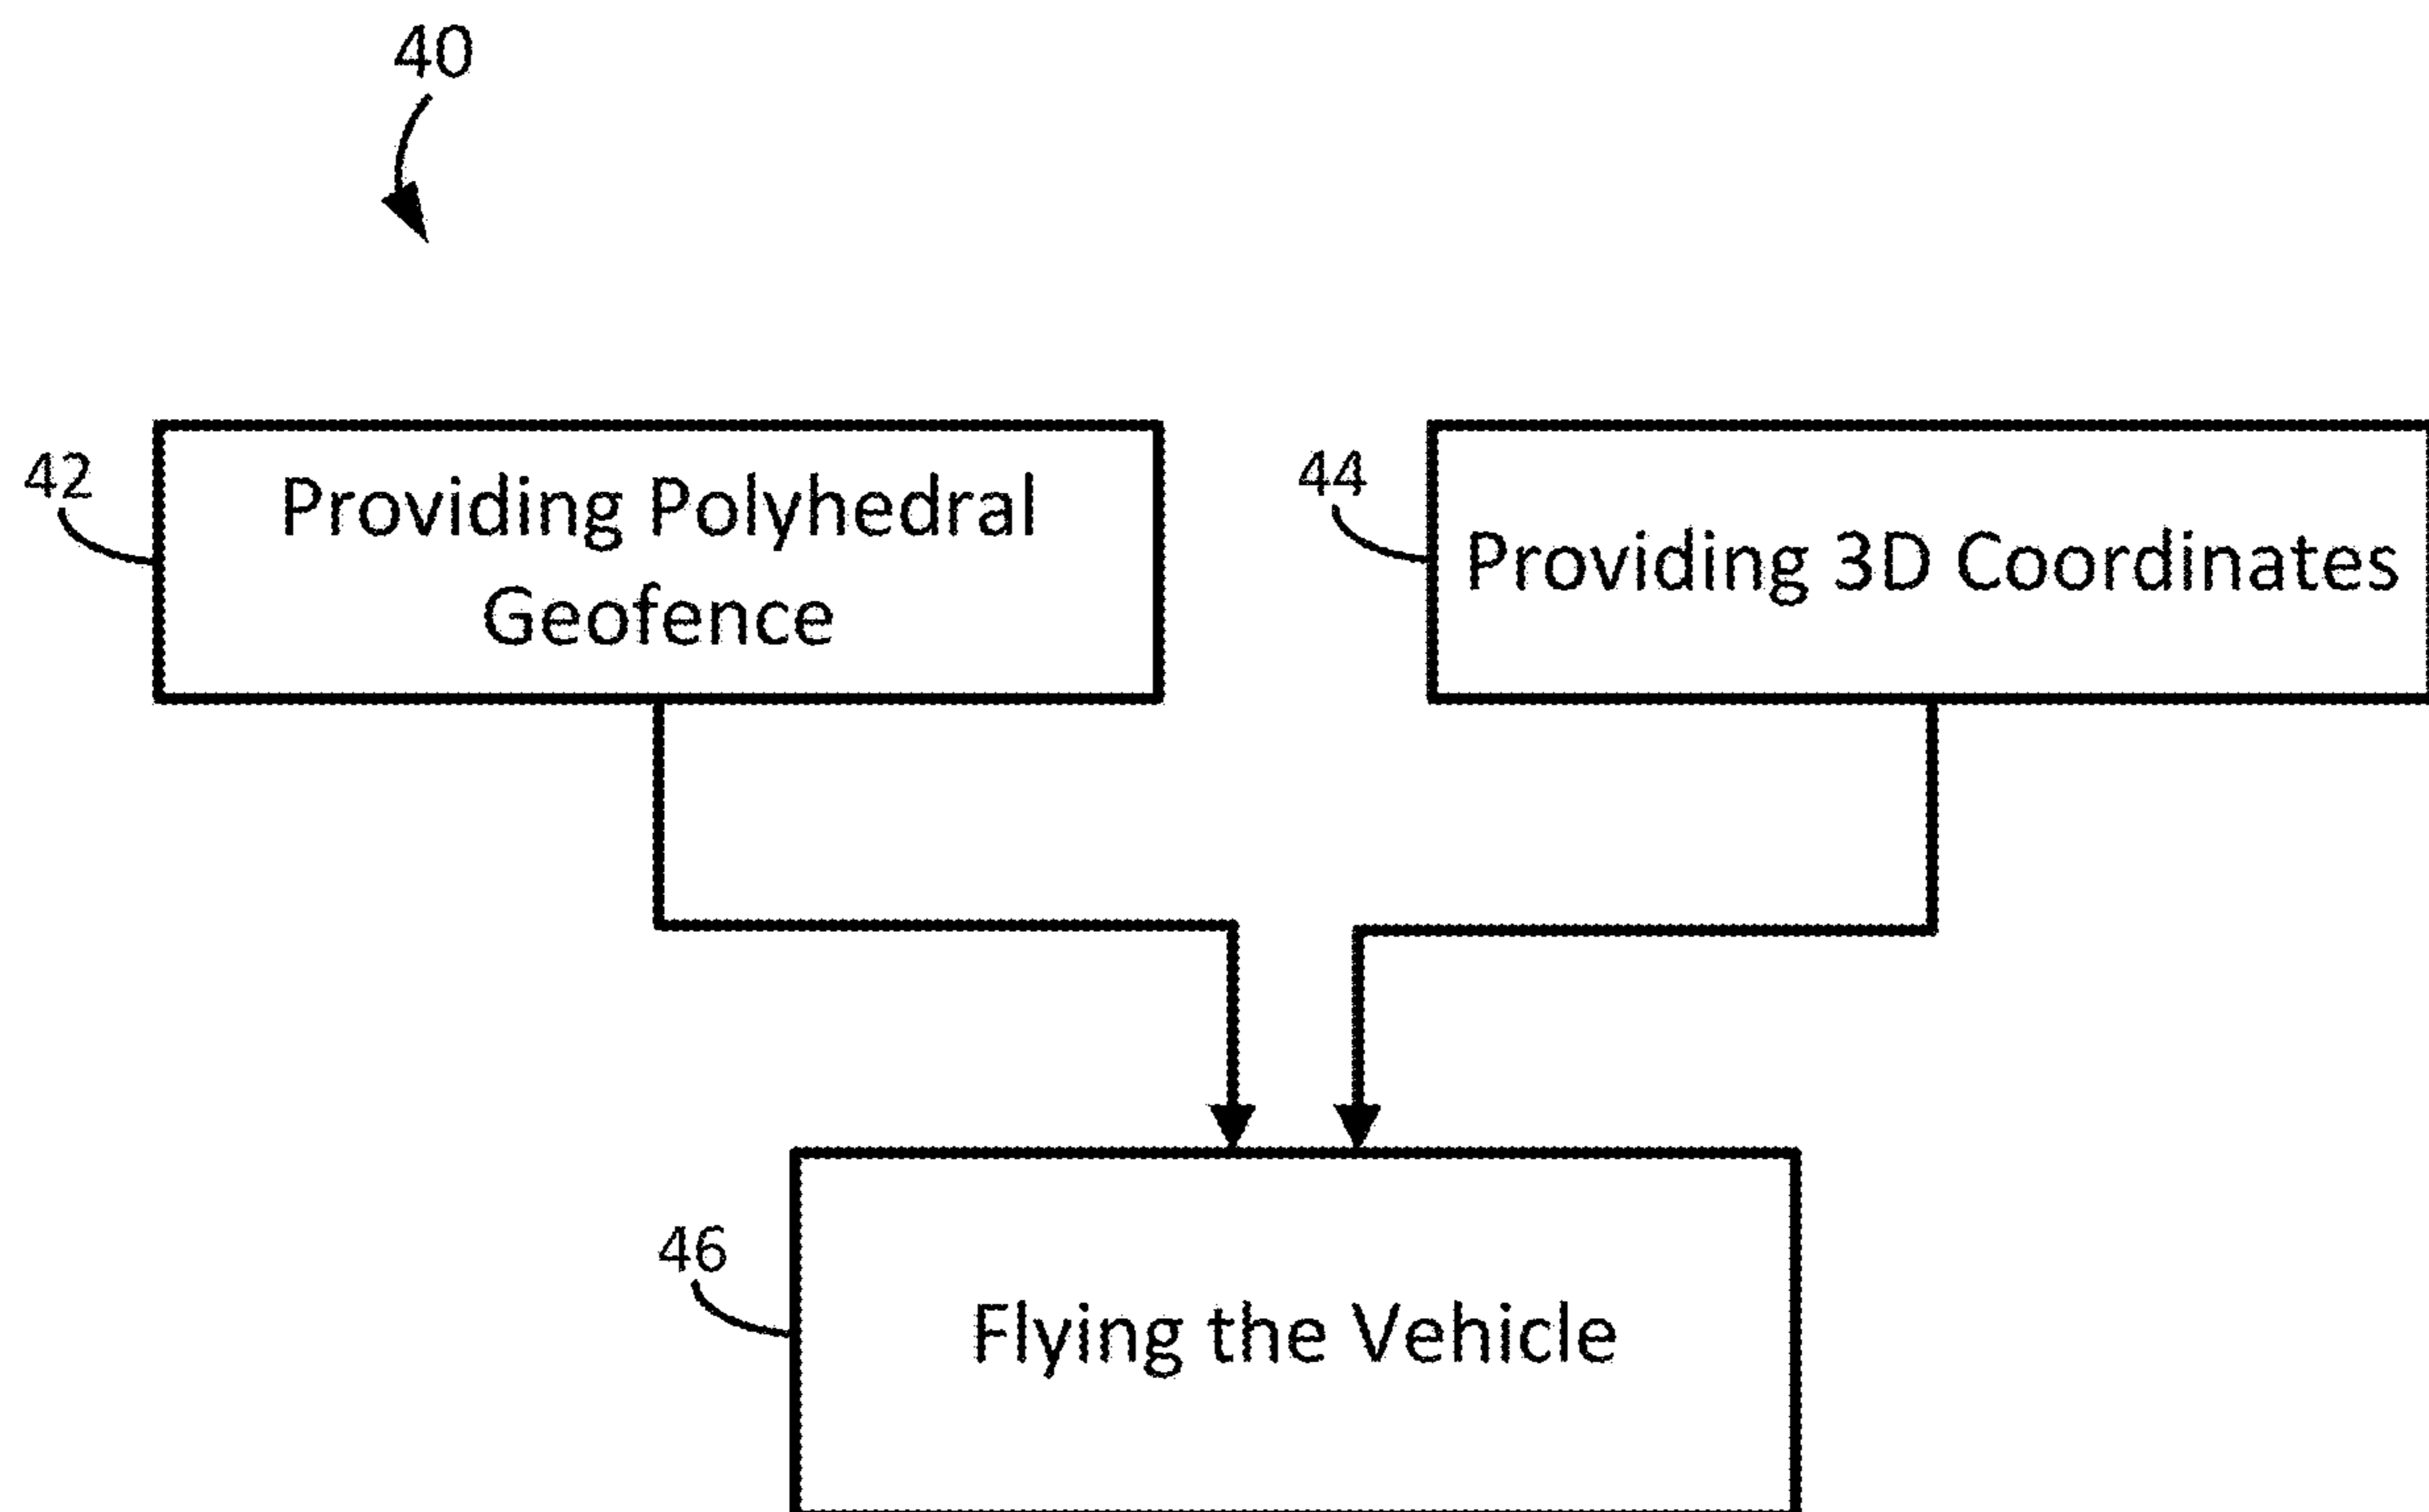 40
42
Providing Polyhedral
Geofence
44
Providing 3D Coordinates
46
Flying the Vehicle